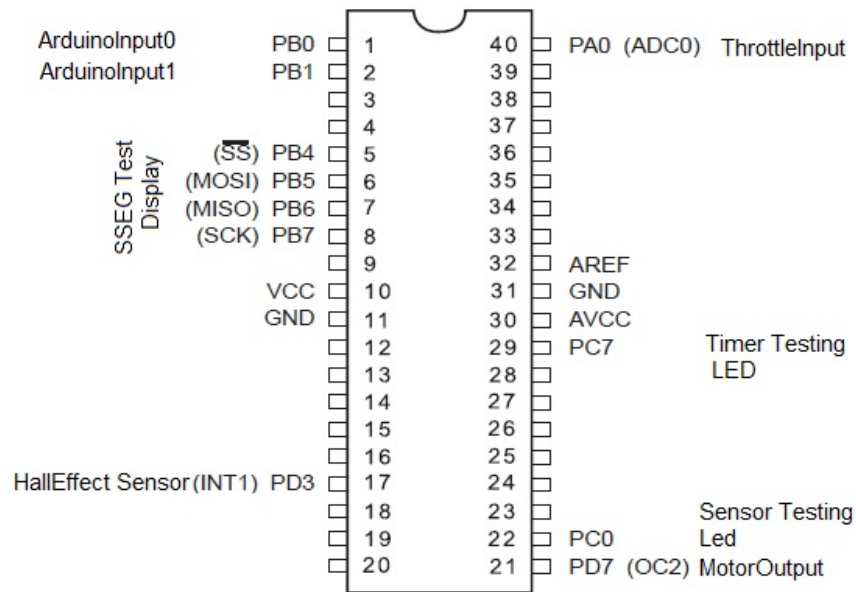 ArduinoInput0 PB0 1 40 PA0 (ADC0) ThrottleInput
ArduinoInput1 PB1 2 39
3 38
4 37
SSEG Test
Display
(SS) PB4 5 36
(MOSI) PB5 6 35
(MISO) PB6 7 34
(SCK) PB7 8 33
9 32 AREF
VCC 10 31 GND
GND 11 30 AVCC
12 29 PC7 Timer Testing
LED
13 28
14 27
15 26
16 25
HallEffect Sensor (INT1) PD3 17 24
18 23 Sensor Testing
19 22 PC0 Led
20 21 PD7 (OC2) MotorOutput